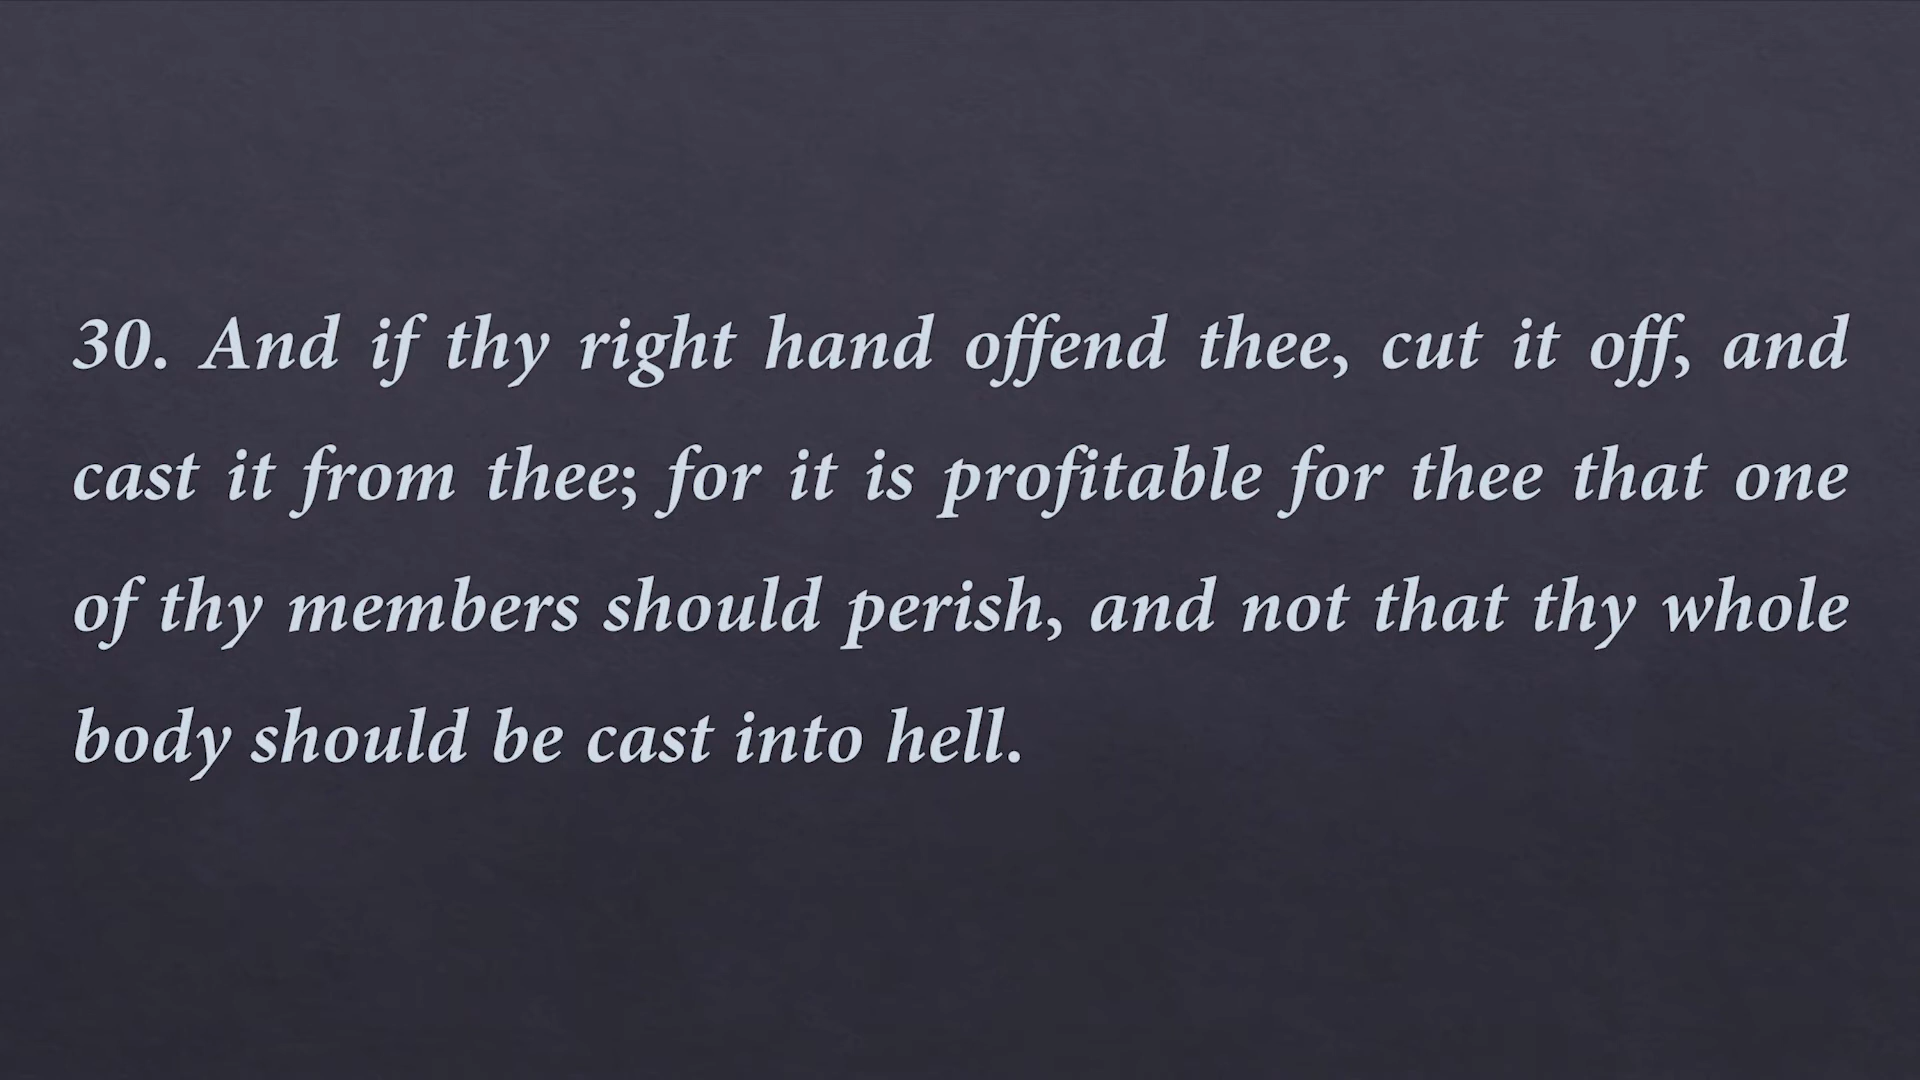 30. And if thy right hand offend thee, cut it off, and
cast it from thee; for it is profitable for thee that one
of thy members should perish, and not that thy whole
body should be cast into hell.